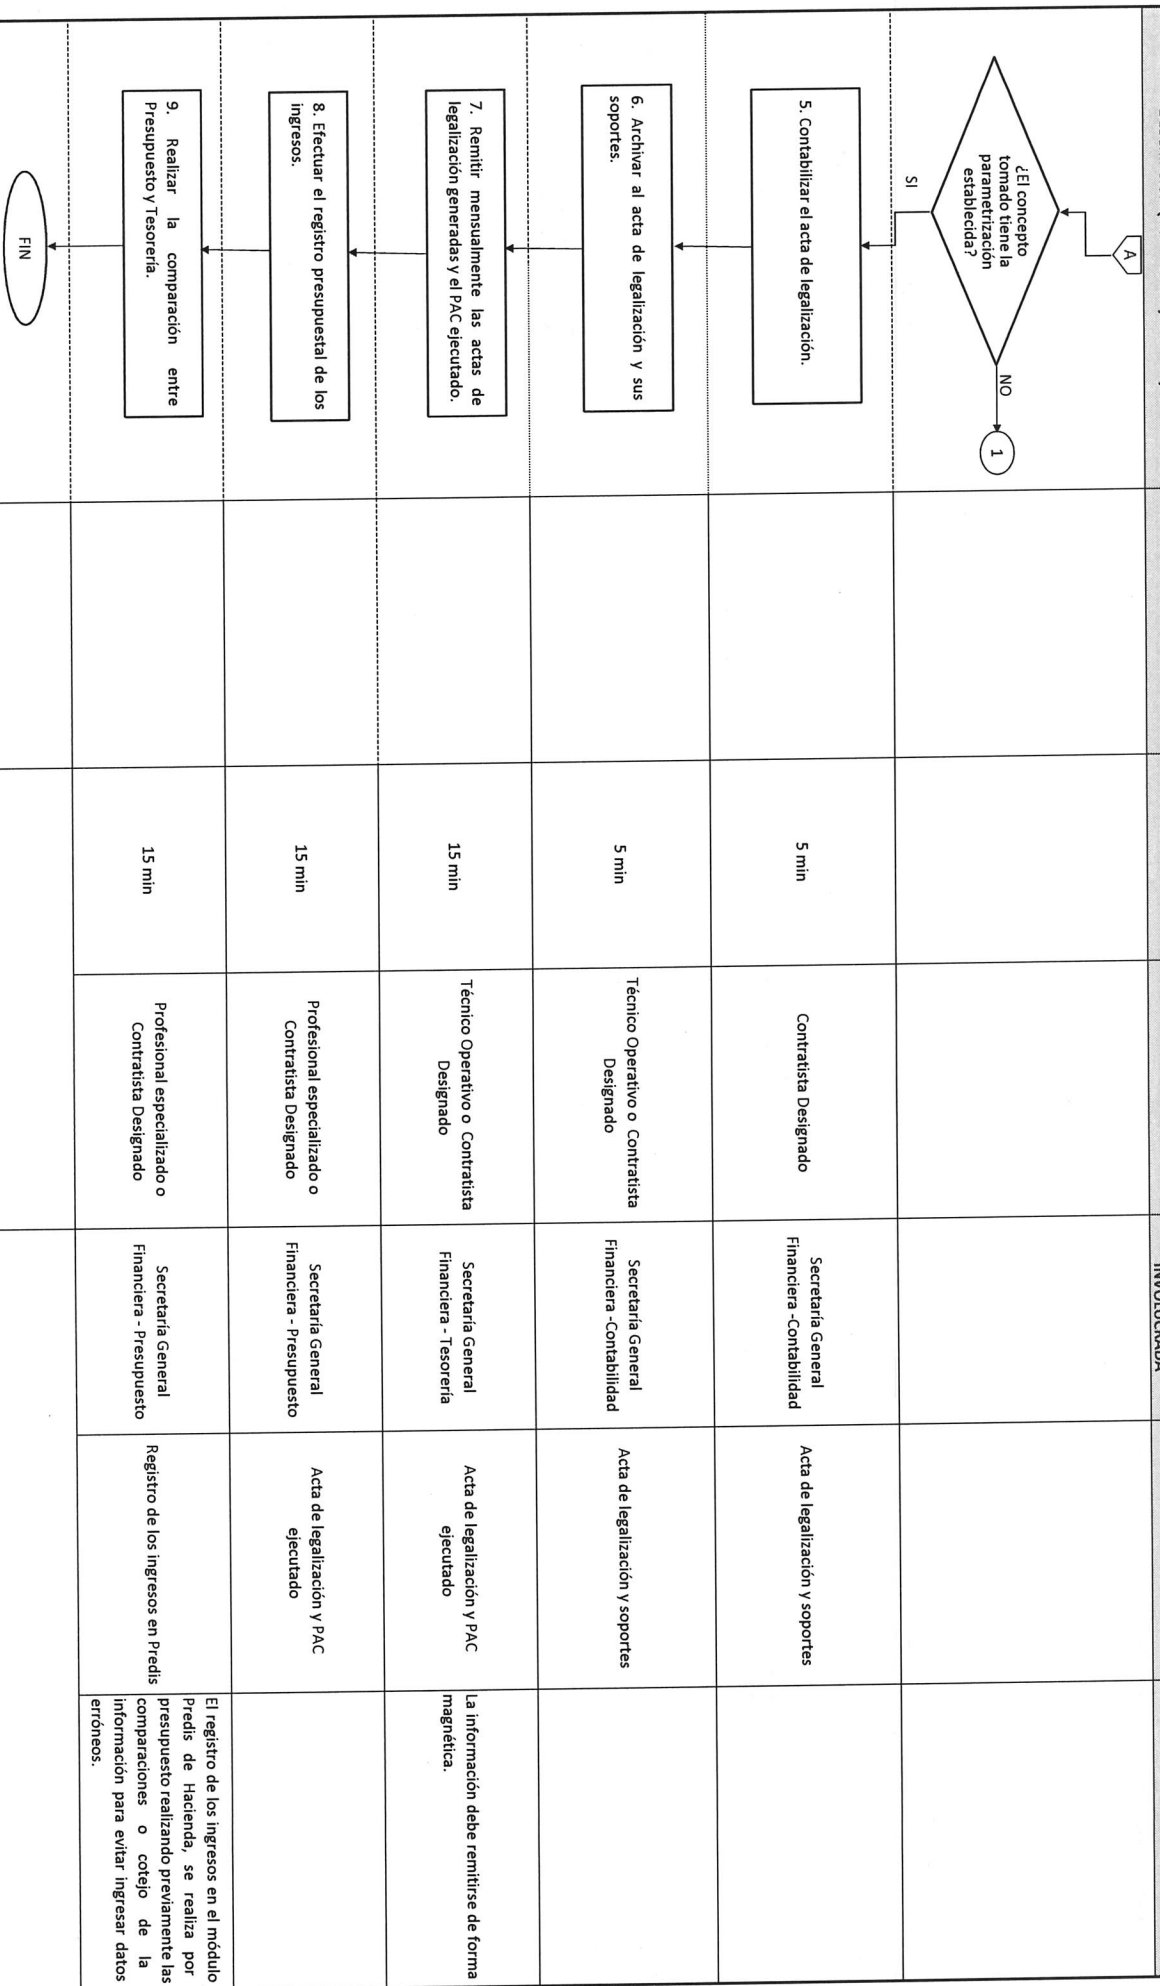 A
¿El concepto
tomado tiene la
parametrización
establecida?
NO
1
SI
5. Contabilizar el acta de legalización.
5 min
Contratista Designado
Secretaría General
Financiera -Contabilidad
Acta de legalización y soportes
6. Archivar al acta de legalización y sus
soportes.
5 min
Técnico Operativo o Contratista
Designado
Secretaría General
Financiera -Contabilidad
Acta de legalización y soportes
7. Remitir mensualmente las actas de
legalización generadas y el PAC ejecutado.
15 min
Técnico Operativo o Contratista
Designado
Secretaría General
Financiera - Tesorería
Acta de legalización y PAC
ejecutado
La información debe remitirse de forma
magnética.
8. Efectuar el registro presupuestal de los
ingresos.
15 min
Profesional especializado o
Contratista Designado
Secretaría General
Financiera - Presupuesto
Acta de legalización y PAC
ejecutado
9. Realizar la comparación entre
Presupuesto y Tesorería.
15 min
Profesional especializado o
Contratista Designado
Secretaría General
Financiera - Presupuesto
Registro de los ingresos en Predis
El registro de los ingresos en el módulo
Predis de Hacienda, se realiza por
presupuesto realizando previamente las
comparaciones o cotejo de la
información para evitar ingresar datos
erróneos.
FIN